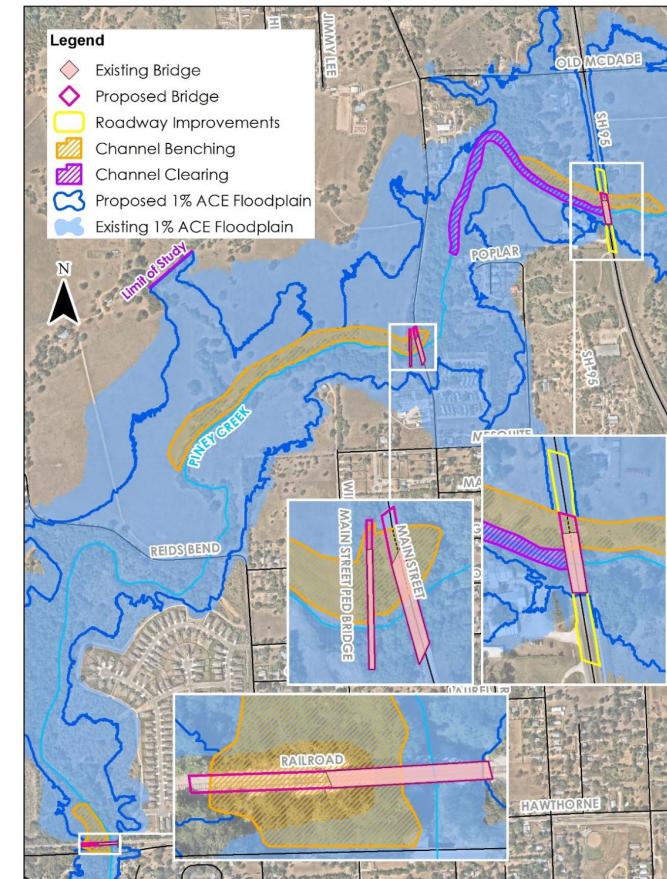 JIMMY LEE
Legend
Existing Bridge
Proposed Bridge
Roadway Improvements
Channel Benching
Channel Clearing
Proposed 1% ACE Floodplain
Existing 1% ACE Floodplain
OLD MCDADE
SH 95
Limit of Study
N
POPLAR
SH-95
PINEY CREEK
MESQUITE
REIDS BEND
MAIN STREET PED BRIDGE
MAIN STREET
RAILROAD
HAWTHORNE